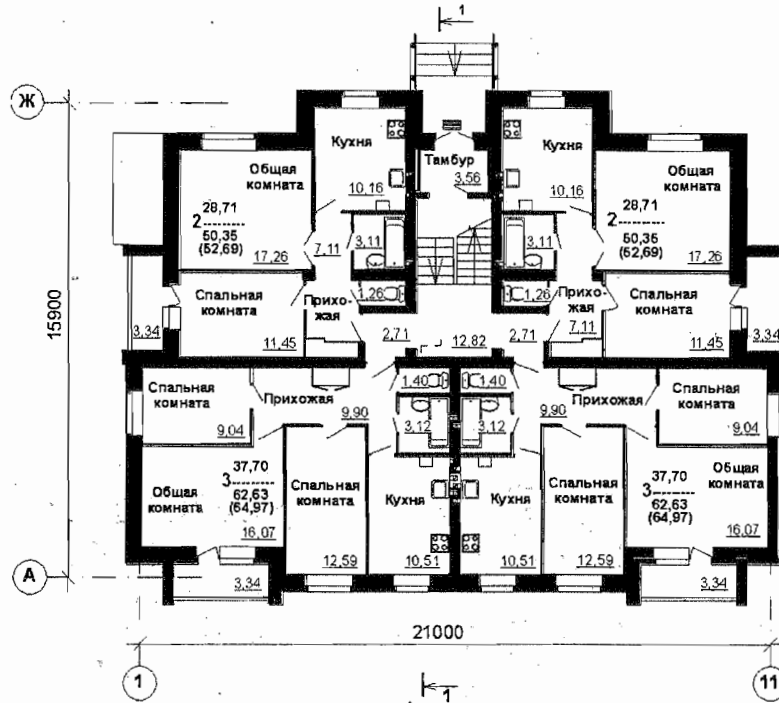 1
Ж
Кухня
Кухня
Тамбур
Общая
комната
Общая
комната
10,16
3,56
10,16
28,71
2
50,35
(52,69)
28,71
2
50,35
(52,69)
17,26
7,11
3,11
3,11
17,26
Спальная
комната
Прихо-
жая
1,26
1,26
Прихо-
жая
Спальная
комната
3,34
11,45
2,71
12,82
2,71
7,11
11,45
3,34
15900
Спальная
комната
Прихожая
1,40
1,40
Прихожая
Спальная
комната
9,04
9,90
3,12
3,12
9,90
9,04
37,70
3
62,63
(64,97)
37,70
3
62,63
(64,97)
Общая
комната
Спальная
комната
Кухня
Кухня
Спальная
комната
Общая
комната
16,07
12,59
10,51
10,51
12,59
16,07
А
3,34
3,34
21000
1
1
11